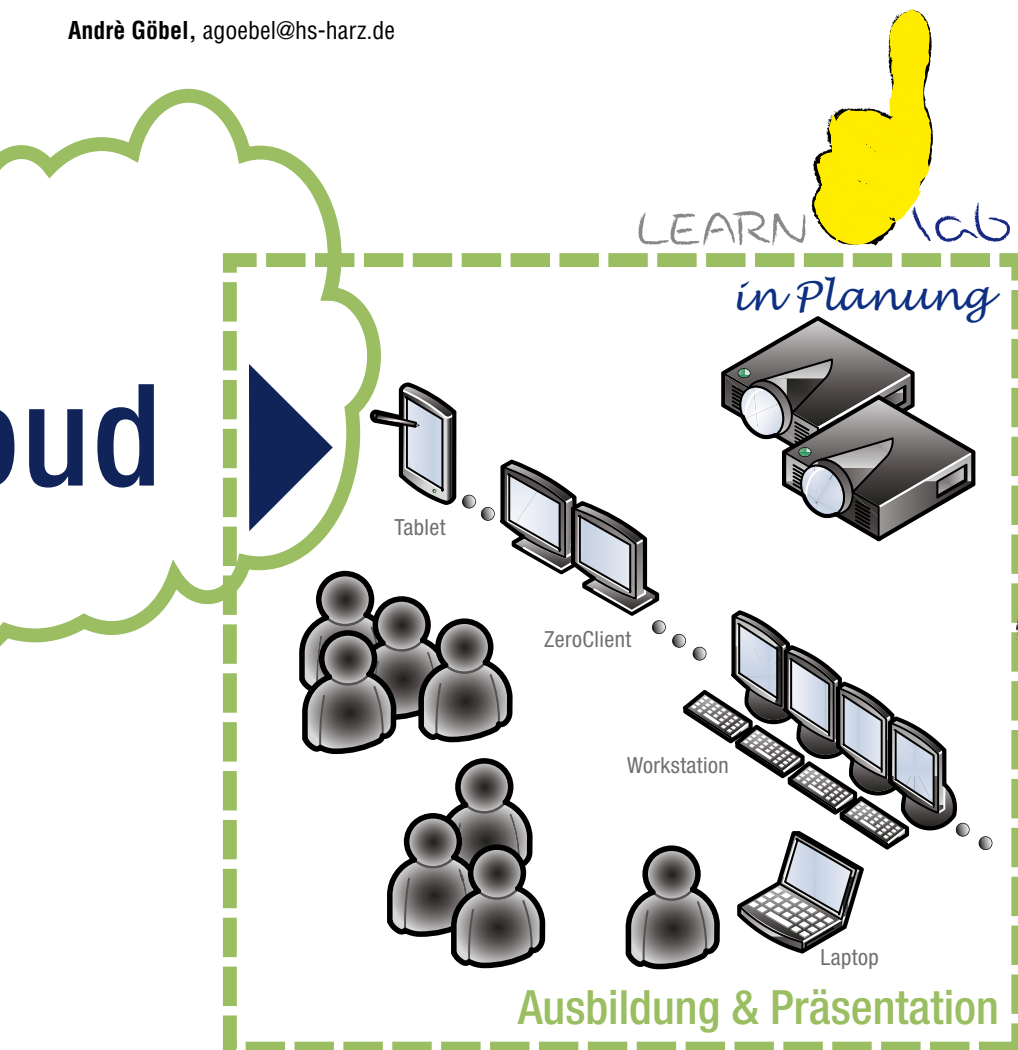 Andrè Göbel, agoebel@hs-harz.de
LEARN lab
in Planung
oud
Tablet
ZeroClient
Workstation
Laptop
Ausbildung & Präsentation